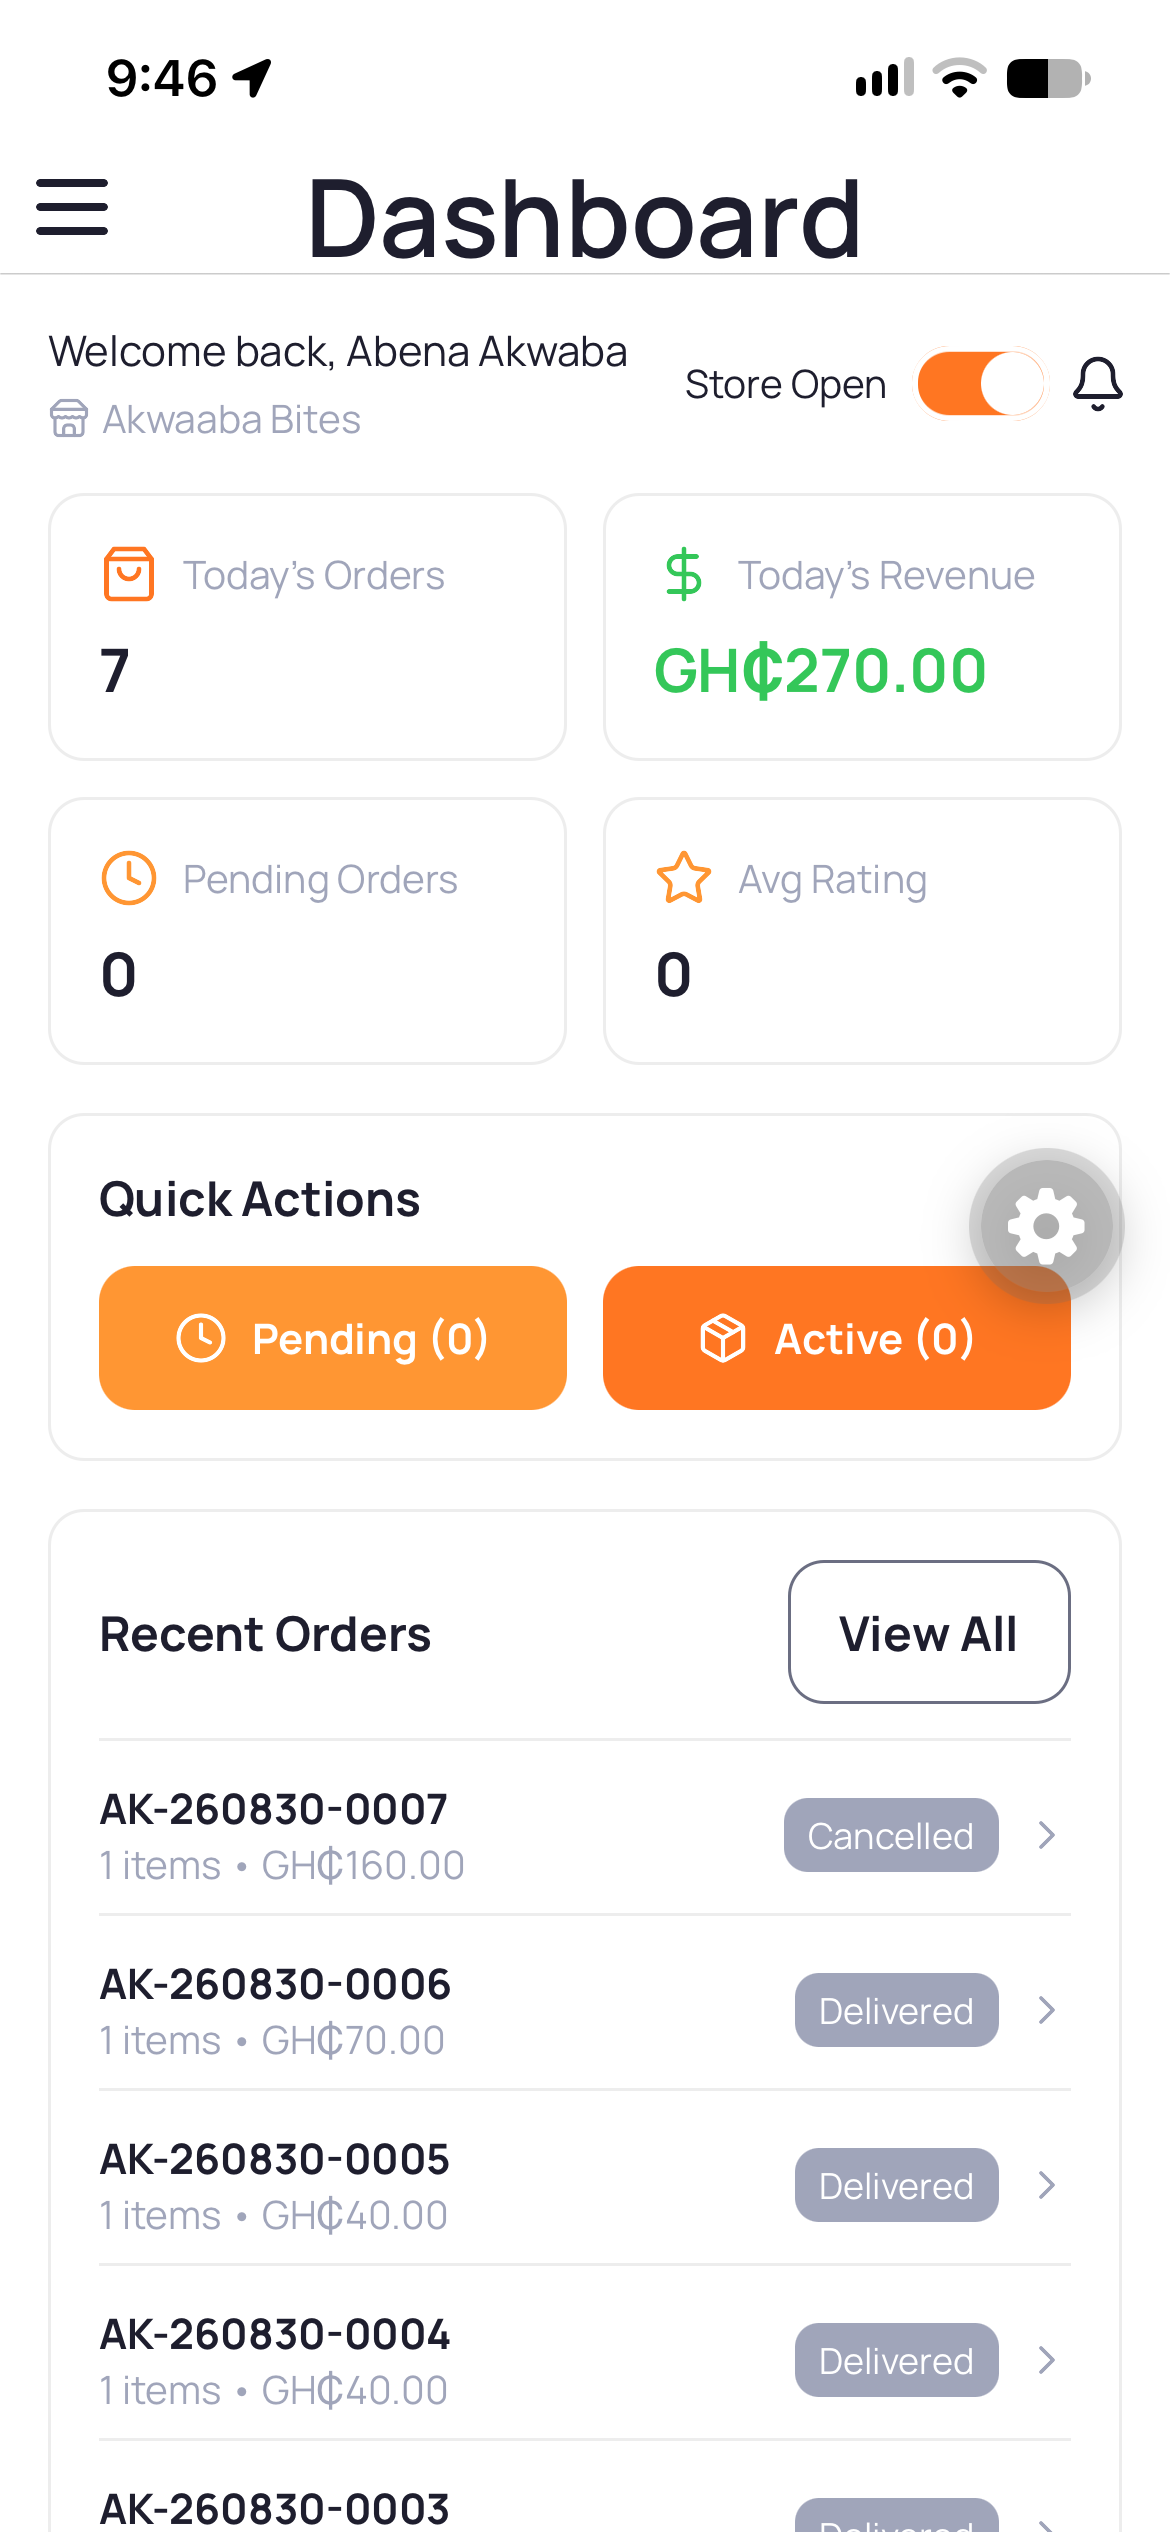 9:46
Dashboard
Welcome back, Abena Akwaba
Akwaaba Bites
Store Open
Today's Orders
7
Today's Revenue
GH₵270.00
Pending Orders
0
Avg Rating
0
Quick Actions
Pending (0)
Active (0)
Recent Orders
View All
AK-260830-0007
1 items • GH₵160.00
Cancelled
AK-260830-0006
1 items • GH₵70.00
Delivered
AK-260830-0005
1 items • GH₵40.00
Delivered
AK-260830-0004
1 items • GH₵40.00
Delivered
AK-260830-0003
Delivered